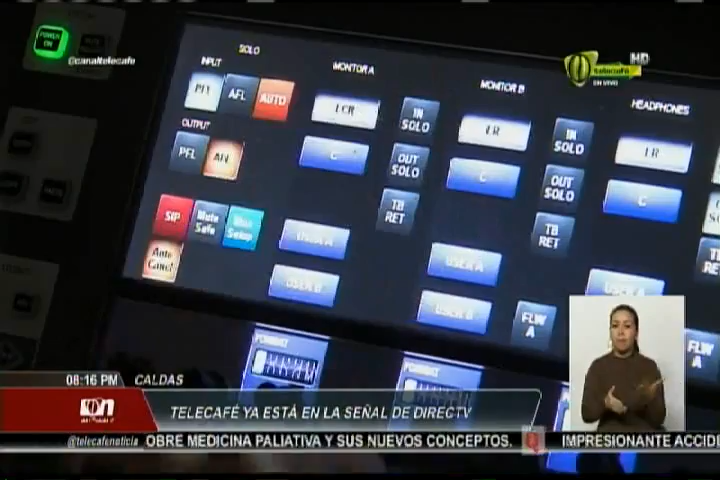 POWER ON
@canaltelecafe
SOLO
INPUT
PFL AFL AUTO
OUTPUT
PFL AFL
SIP Mute Safe Setup
Auto Cancel
MONITOR A
LCR
C
USER A
USER B
IN SOLO
OUT SOLO
TB RET
MONITOR B
LR
C
USER A
USER B
IN SOLO
OUT SOLO
TB RET
FLW A
HEADPHONES
LR
C
USER A
FLW A
FORMAT
FORMAT
telecafé HD
EN VIVO
08:16 PM CALDAS
TELECAFÉ YA ESTÁ EN LA SEÑAL DE DIRECTV
@telecafenoticia OBRE MEDICINA PALIATIVA Y SUS NUEVOS CONCEPTOS. IMPRESIONANTE ACCID